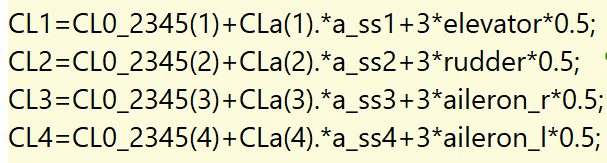 CL1=CL0_2345(1)+CLa(1).*a_ss1+3*elevator*0.5;
CL2=CL0_2345(2)+CLa(2).*a_ss2+3*rudder*0.5;
CL3=CL0_2345(3)+CLa(3).*a_ss3+3*aileron_r*0.5;
CL4=CL0_2345(4)+CLa(4).*a_ss4+3*aileron_l*0.5;